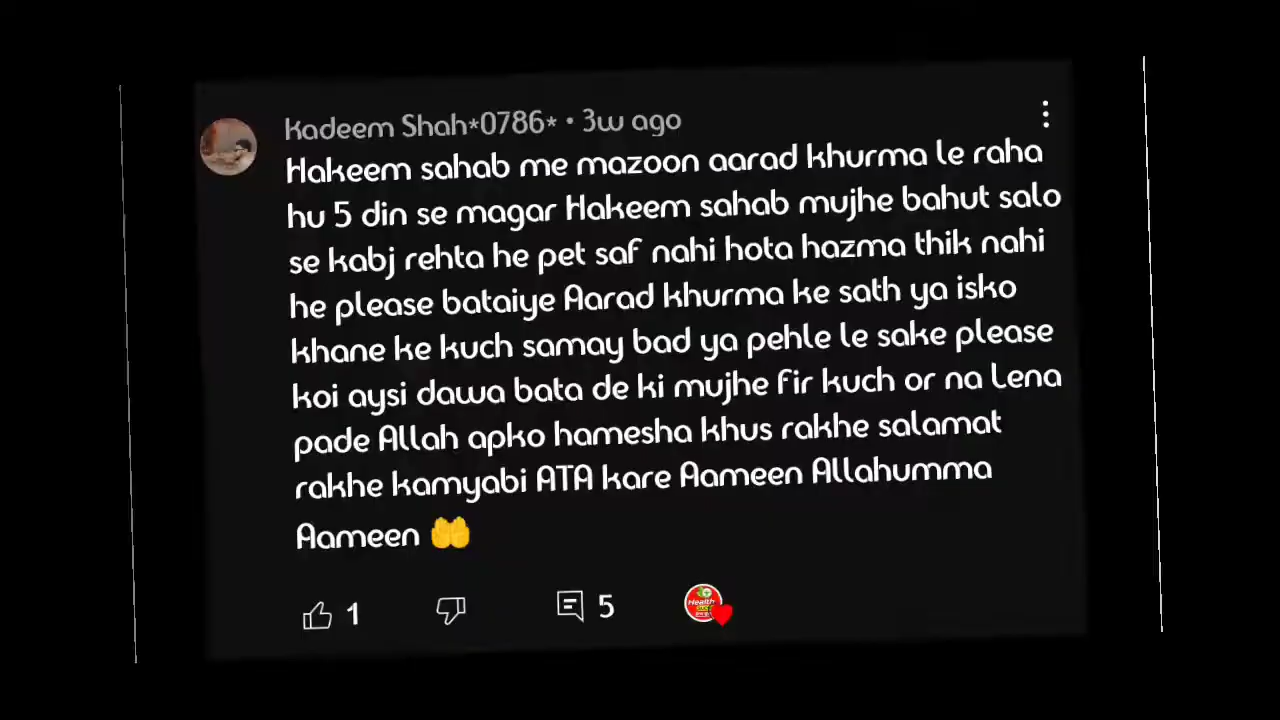 Kadeem Shah*0786* • 3w ago
Hakeem sahab me mazoon aarad khurma le raha
hu 5 din se magar Hakeem sahab mujhe bahut salo
se kabj rehta he pet saf nahi hota hazma thik nahi
he please bataiye Aarad khurma ke sath ya isko
khane ke kuch samay bad ya pehle le sake please
koi aysi dawa bata de ki mujhe fir kuch or na Lena
pade Allah apko hamesha khus rakhe salamat
rakhe kamyabi ATA kare Aameen Allahumma
Aameen 🤲
1 5
Health